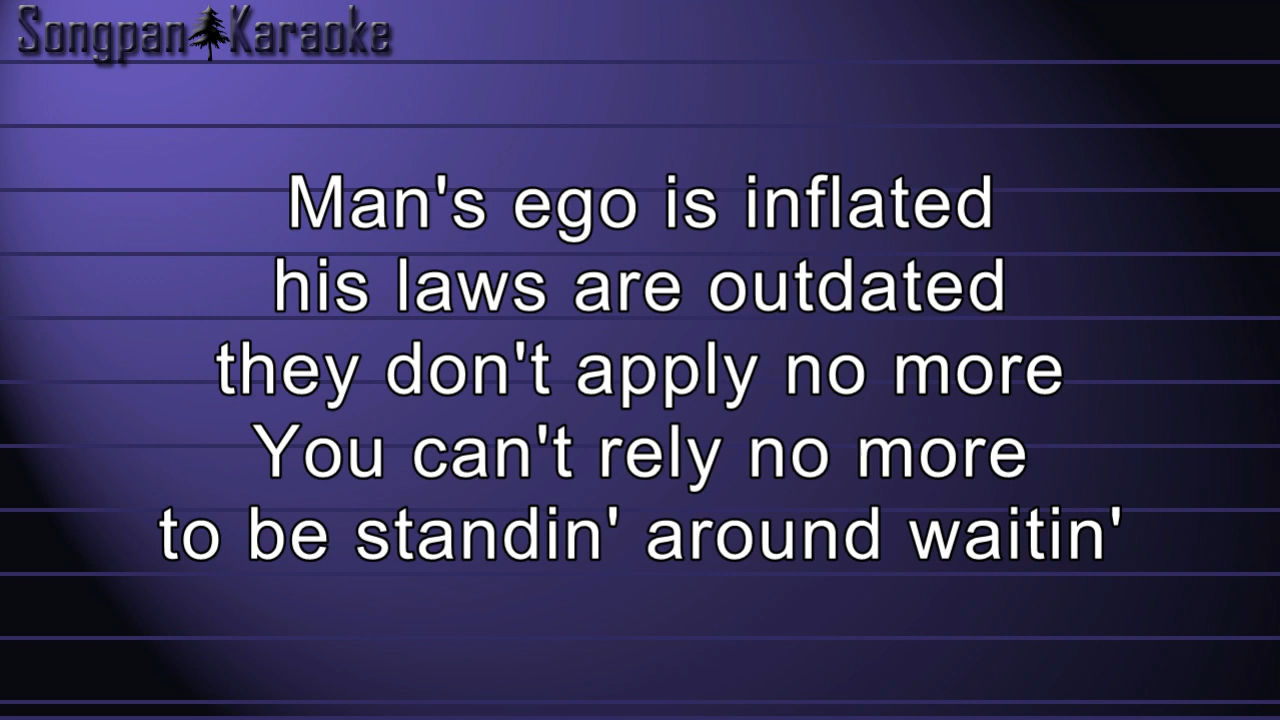 Songpan Karaoke
Man's ego is inflated
his laws are outdated
they don't apply no more
You can't rely no more
to be standin' around waitin'